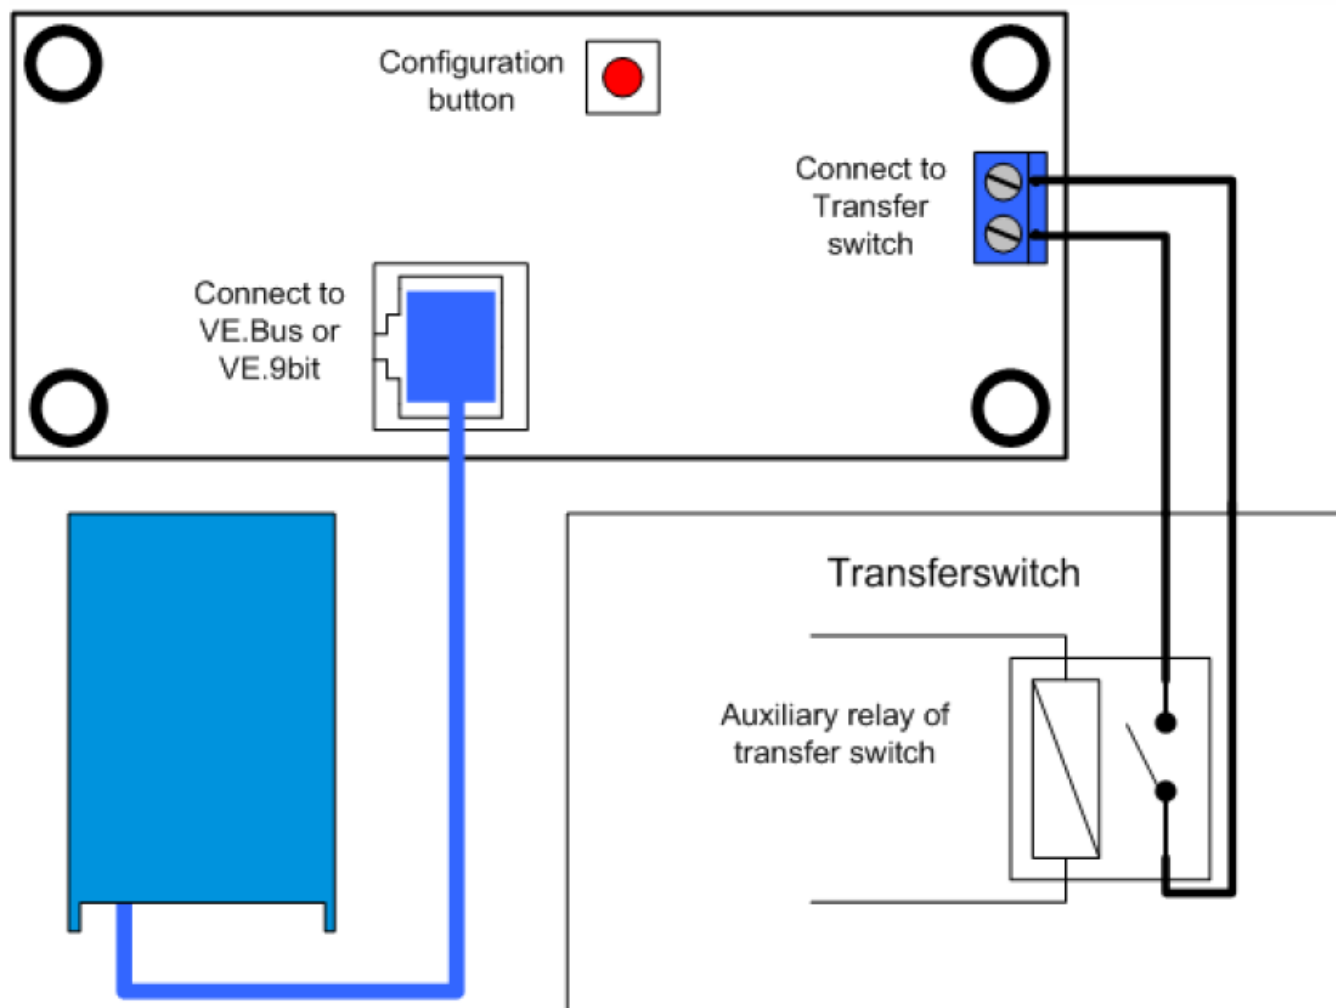 Configuration
button
Connect to
Transfer
switch
Connect to
VE.Bus or
VE.9bit
Transferswitch
Auxiliary relay of
transfer switch